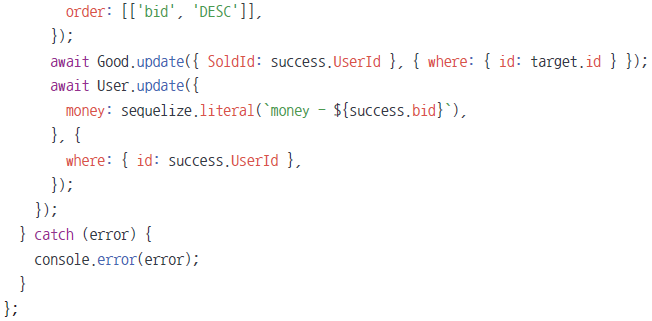 order: [['bid', 'DESC']],
});
await Good.update({ SoldId: success.UserId }, { where: { id: target.id } });
await User.update({
money: sequelize.literal(`money - ${success.bid}`),
}, {
where: { id: success.UserId },
});
});
} catch (error) {
console.error(error);
}
};